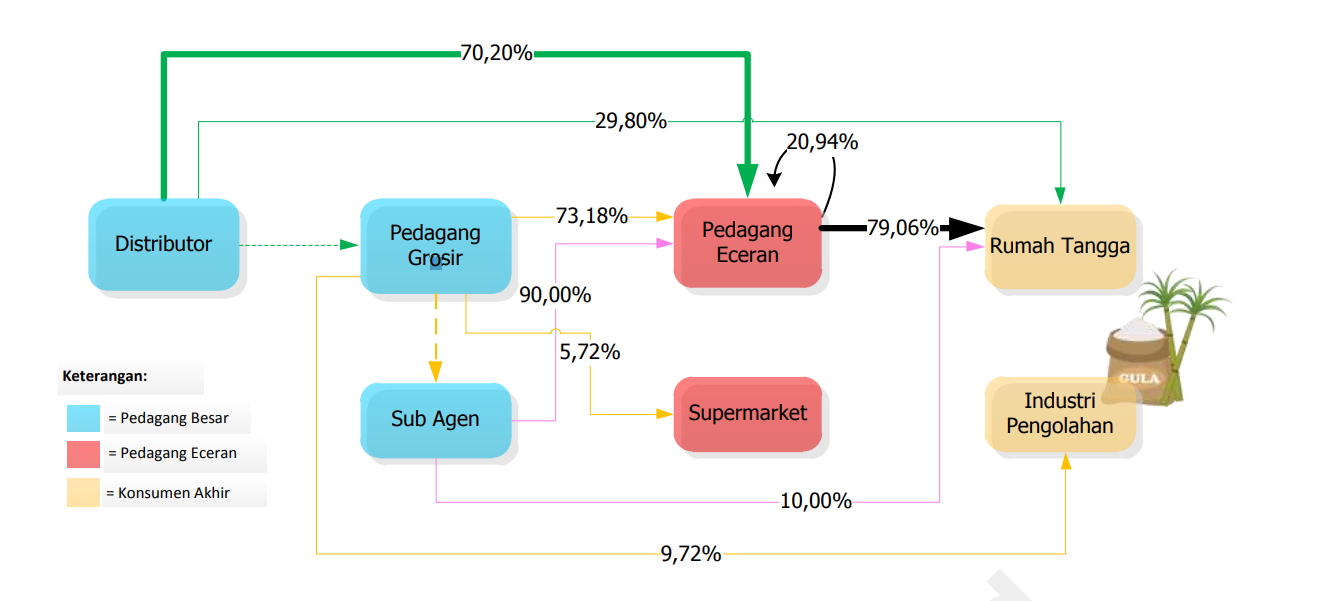 70,20%
29,80%
20,94%
Distributor
Pedagang
Grosir
73,18%
Pedagang
Eceran
79,06%
Rumah Tangga
90,00%
5,72%
Keterangan:
= Pedagang Besar
= Pedagang Eceran
= Konsumen Akhir
Sub Agen
Supermarket
GULA
Industri
Pengolahan
10,00%
9,72%